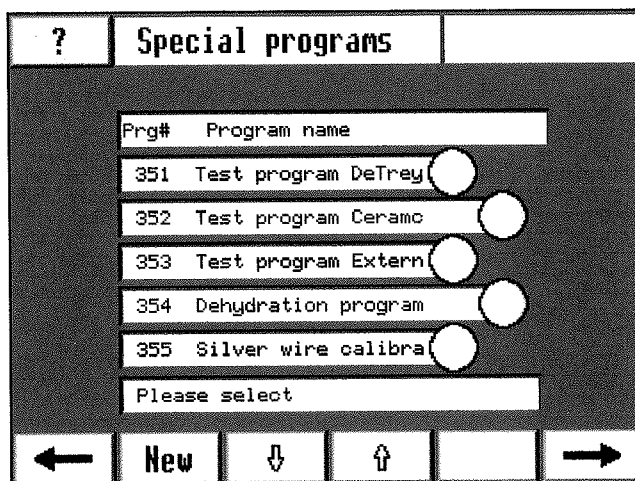 ? Special programs
Prg# Program name
351 Test program DeTrey
352 Test program Ceramc
353 Test program Extern
354 Dehydration program
355 Silver wire calibra
Please select
New